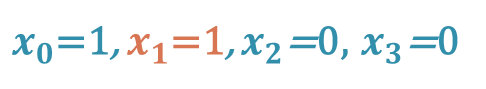 x₀=1, x₁=1, x₂=0, x₃=0